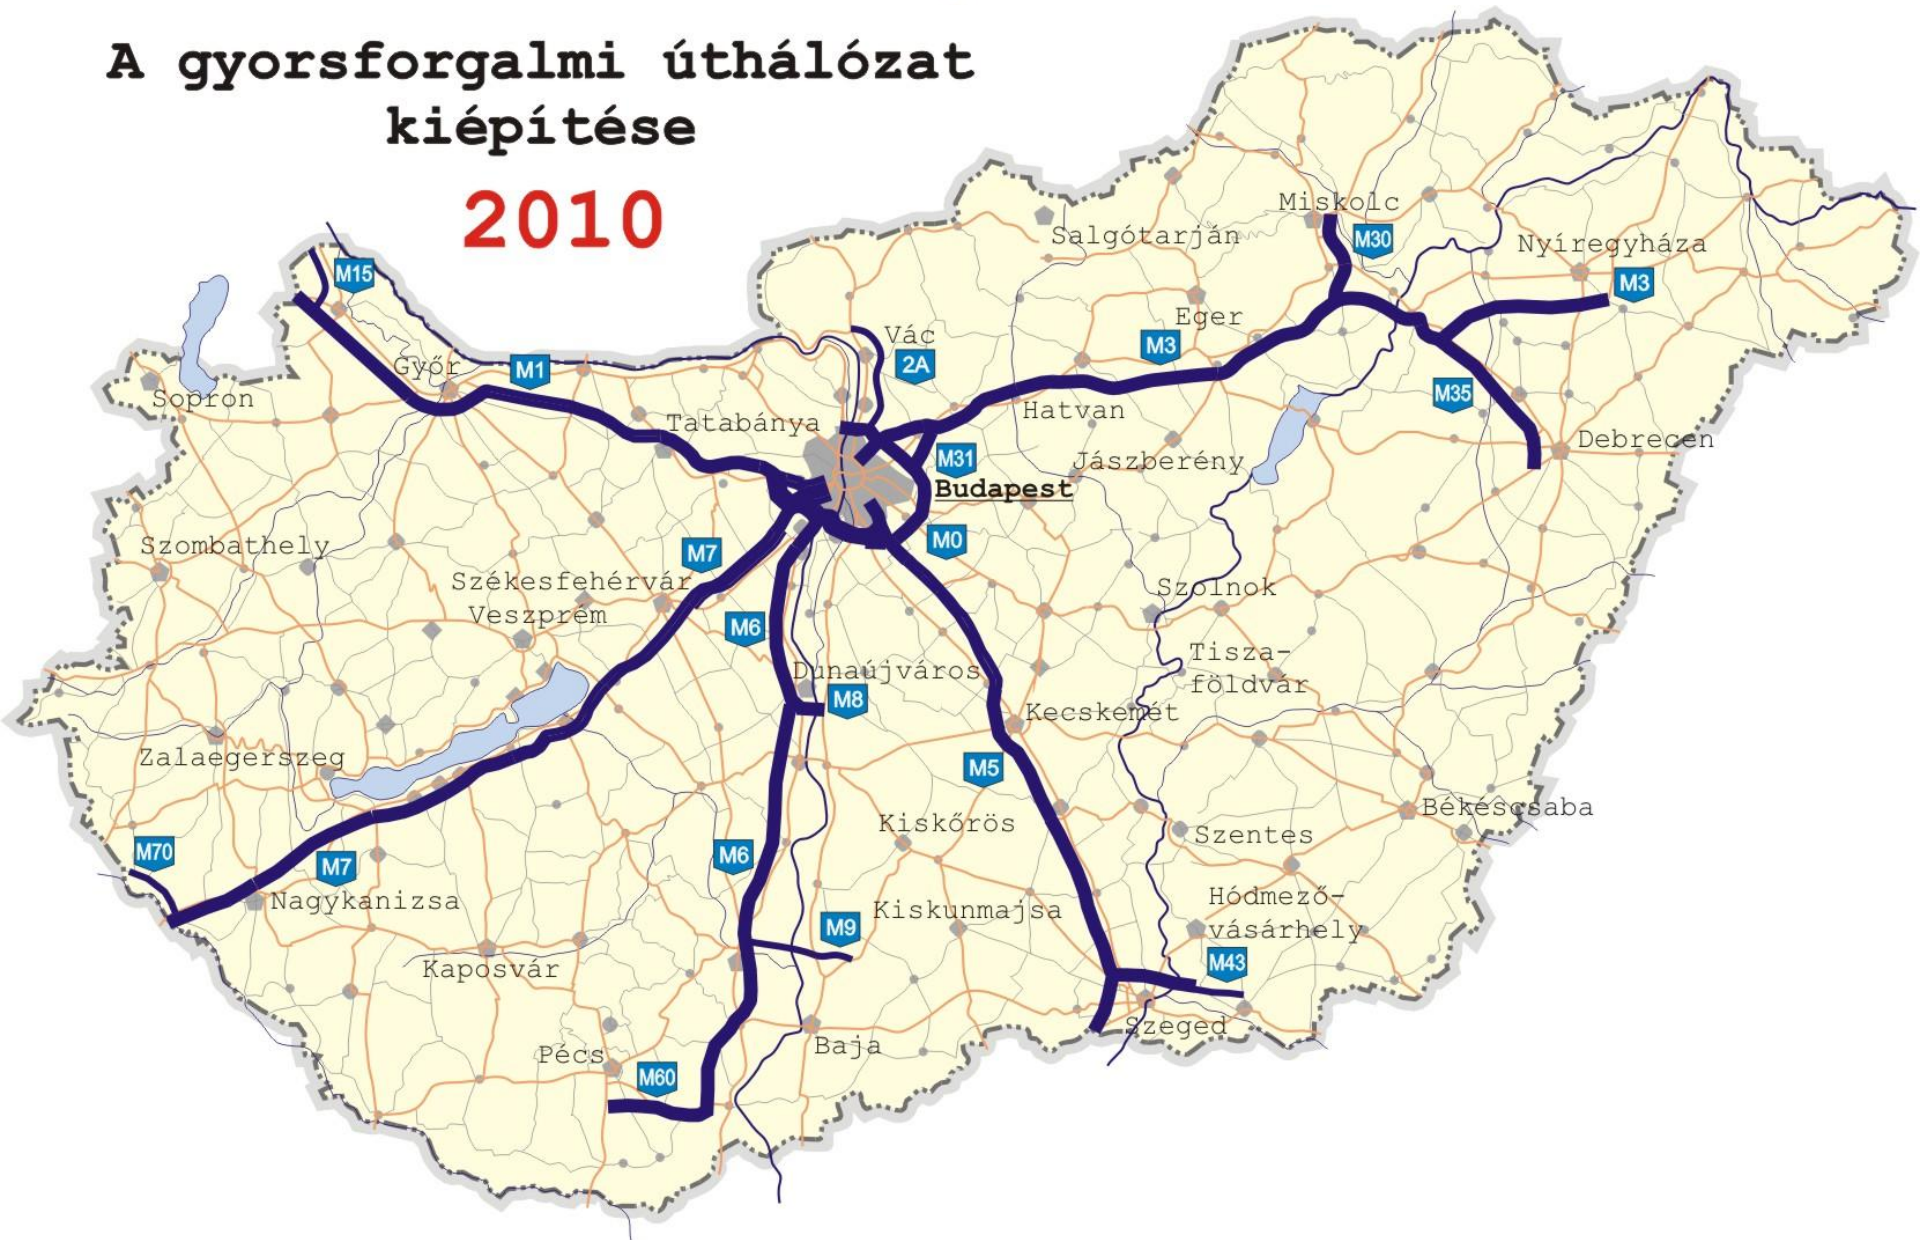 A gyorsforgalmi úthálózat
kiépítése
2010
Miskolc
Salgótarján
M30
Nyíregyháza
M15
M3
Eger
Vác
M3
2A
Győr
M1
Sopron
M35
Hatvan
Tatabánya
Debrecen
M31
Jászberény
Budapest
Szombathely
M7
M0
Székesfehérvár
Szolnok
Veszprém
M6
Tisza-
földvár
Dunaújváros
M8
Kecskemét
Zalaegerszeg
M5
Békéscsaba
Kiskőrös
Szentes
M70
M6
M7
Nagykanizsa
Hódmező-
vásárhely
Kiskunmajsa
M9
M43
Kaposvár
Szeged
Baja
Pécs
M60